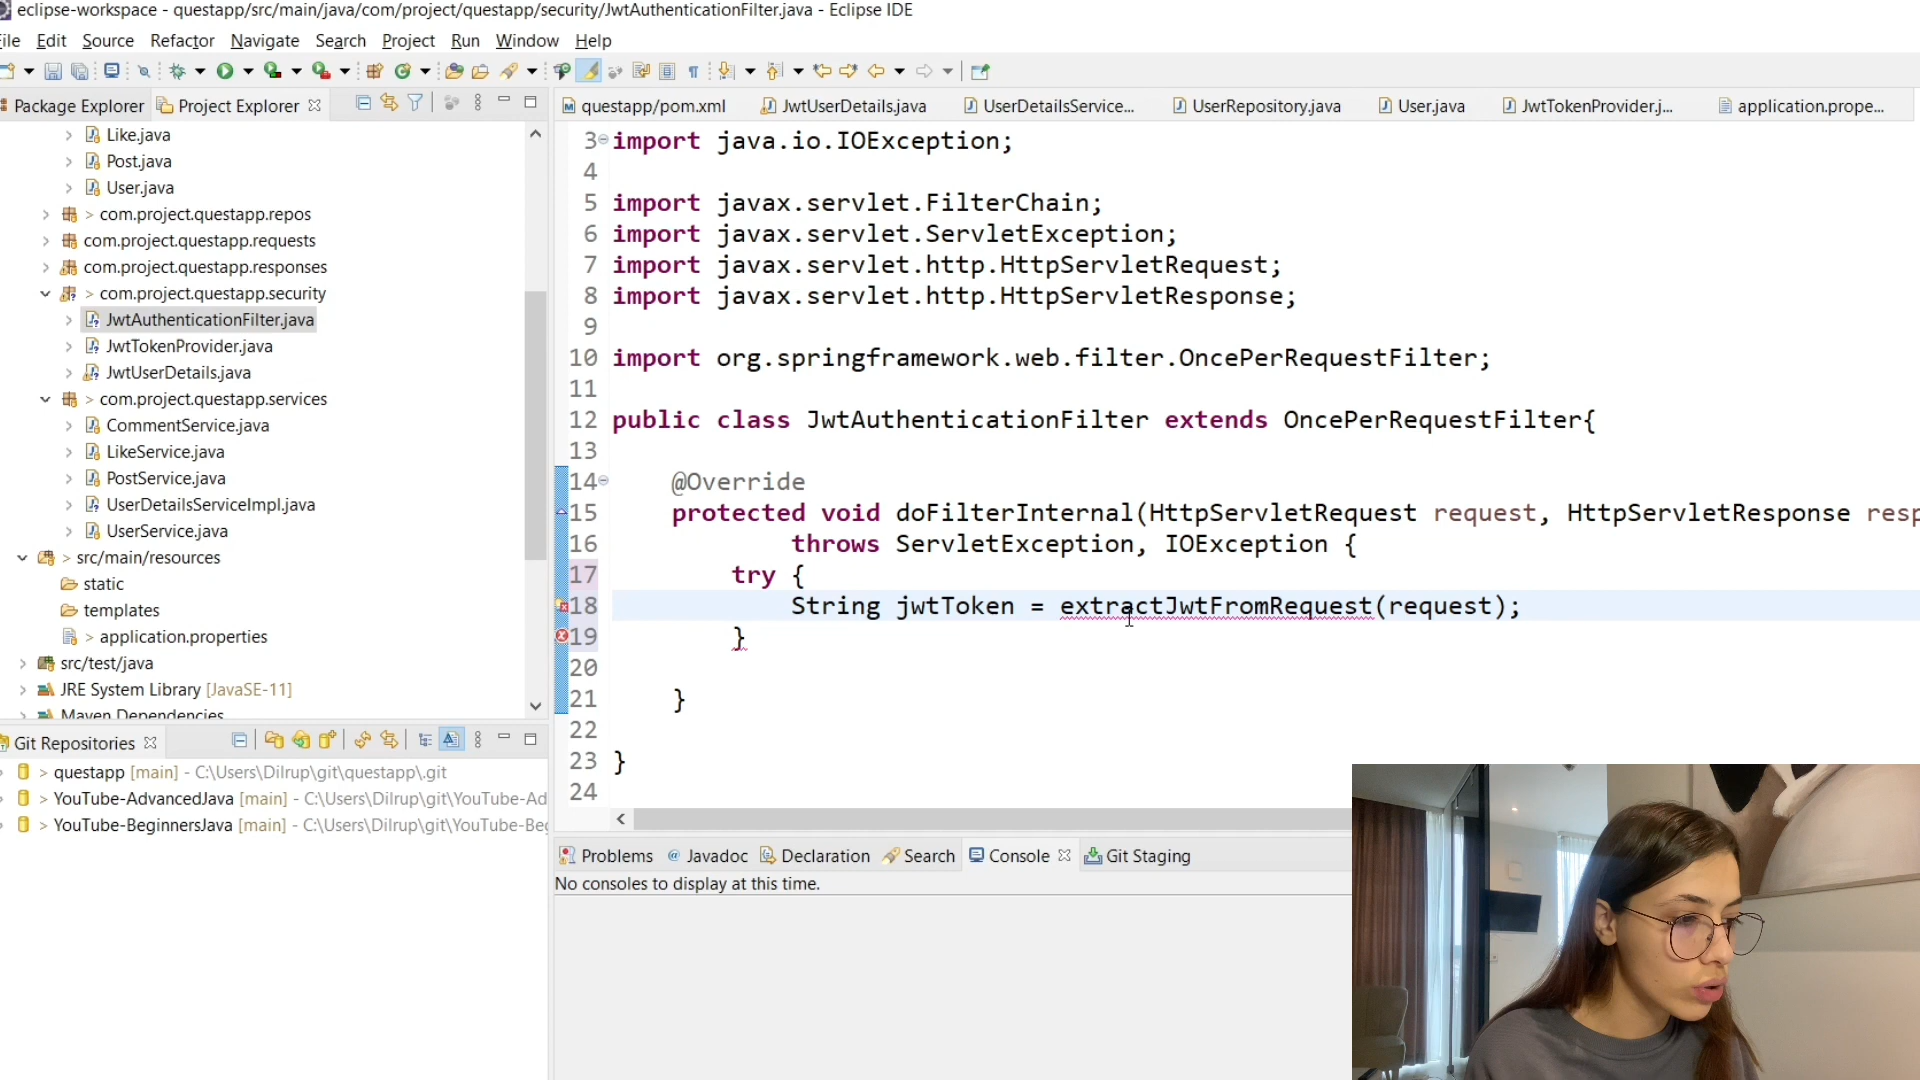 eclipse-workspace - questapp/src/main/java/com/project/questapp/security/JwtAuthenticationFilter.java - Eclipse IDE
ile Edit Source Refactor Navigate Search Project Run Window Help
Package Explorer Project Explorer
questapp/pom.xml JwtUserDetails.java UserDetailsService... UserRepository.java User.java JwtTokenProvider.j... application.prope...
Like.java
Post.java
User.java
> com.project.questapp.repos
com.project.questapp.requests
com.project.questapp.responses
> com.project.questapp.security
JwtAuthenticationFilter.java
JwtTokenProvider.java
JwtUserDetails.java
> com.project.questapp.services
CommentService.java
LikeService.java
PostService.java
UserDetailsServiceImpl.java
UserService.java
> src/main/resources
static
templates
> application.properties
src/test/java
JRE System Library [JavaSE-11]
Maven Dependencies
3 import java.io.IOException;
4
5 import javax.servlet.FilterChain;
6 import javax.servlet.ServletException;
7 import javax.servlet.http.HttpServletRequest;
8 import javax.servlet.http.HttpServletResponse;
9
10 import org.springframework.web.filter.OncePerRequestFilter;
11
12 public class JwtAuthenticationFilter extends OncePerRequestFilter{
13
14 @Override
15 protected void doFilterInternal(HttpServletRequest request, HttpServletResponse resp
16 throws ServletException, IOException {
17 try {
18 String jwtToken = extractJwtFromRequest(request);
19 }
20
21 }
22
23 }
24
Git Repositories
> questapp [main] - C:\Users\Dilrup\git\questapp\.git
> YouTube-AdvancedJava [main] - C:\Users\Dilrup\git\YouTube-Ad
> YouTube-BeginnersJava [main] - C:\Users\Dilrup\git\YouTube-Be
Problems @ Javadoc Declaration Search Console Git Staging
No consoles to display at this time.